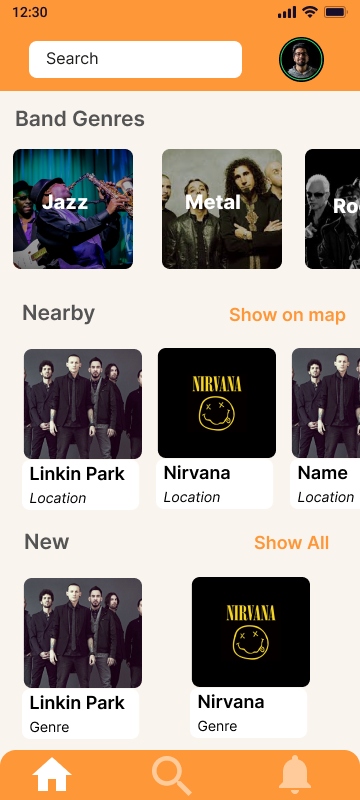 12:30
Search
Band Genres
Jazz
Metal
Nearby
Show on map
NIRVANA
Linkin Park
Nirvana
Name
Location
Location
Location
New
Show All
NIRVANA
Linkin Park
Nirvana
Genre
Genre